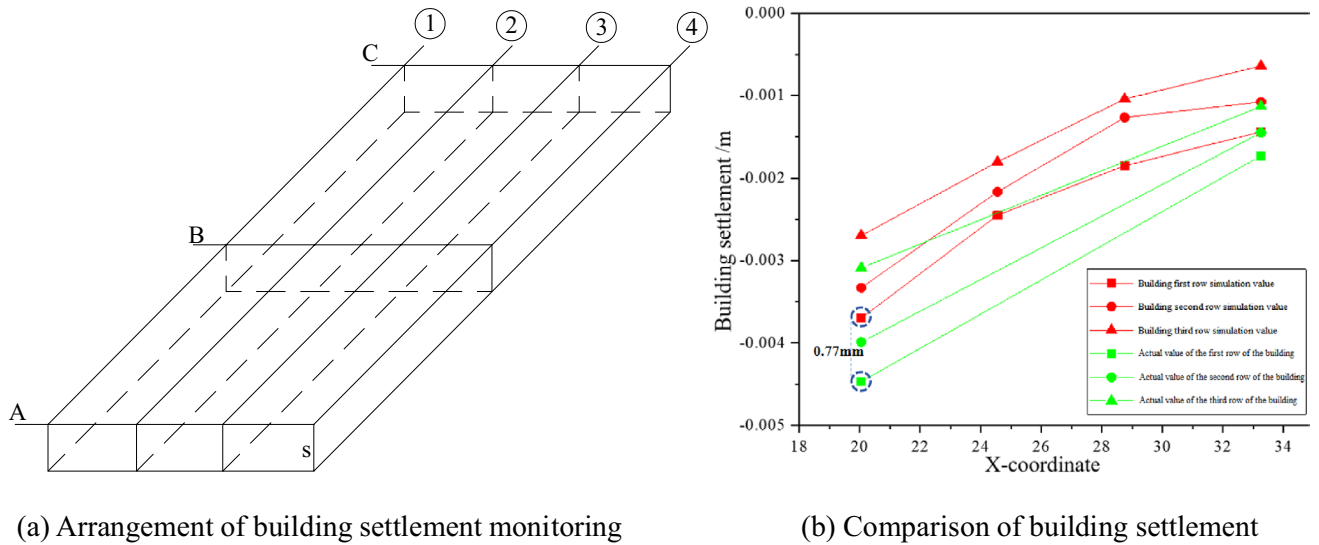 ① ② ③ ④
C
B
A
s
(a) Arrangement of building settlement monitoring
0.000
-0.001
-0.002
-0.003
-0.004
-0.005
Building settlement /m
0.77mm
Building first row simulation value
Building second row simulation value
Building third row simulation value
Actual value of the first row of the building
Actual value of the second row of the building
Actual value of the third row of the building
18 20 22 24 26 28 30 32 34
X-coordinate
(b) Comparison of building settlement